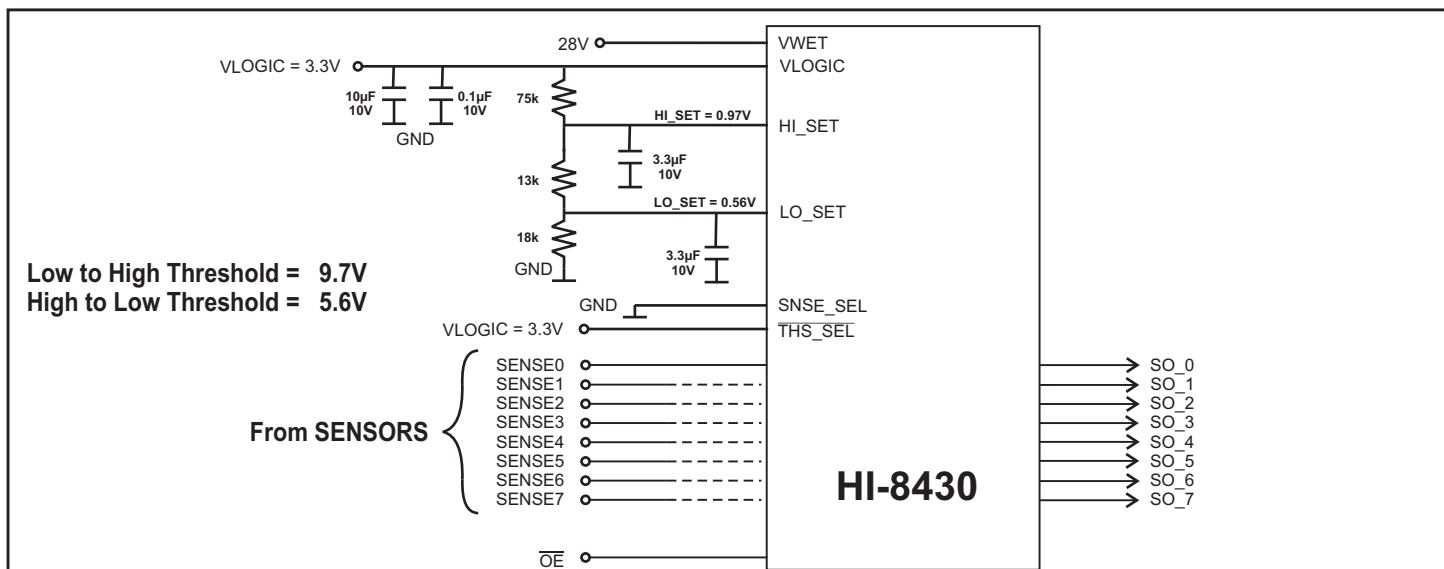 28V
VWET
VLOGIC = 3.3V
VLOGIC
10µF
10V
0.1µF
10V
GND
75k
HI_SET = 0.97V
HI_SET
3.3µF
10V
13k
LO_SET = 0.56V
LO_SET
18k
GND
3.3µF
10V
Low to High Threshold = 9.7V
High to Low Threshold = 5.6V
GND
SNSE_SEL
VLOGIC = 3.3V
THS_SEL
From SENSORS
SENSE0
SENSE1
SENSE2
SENSE3
SENSE4
SENSE5
SENSE6
SENSE7
HI-8430
SO_0
SO_1
SO_2
SO_3
SO_4
SO_5
SO_6
SO_7
OE